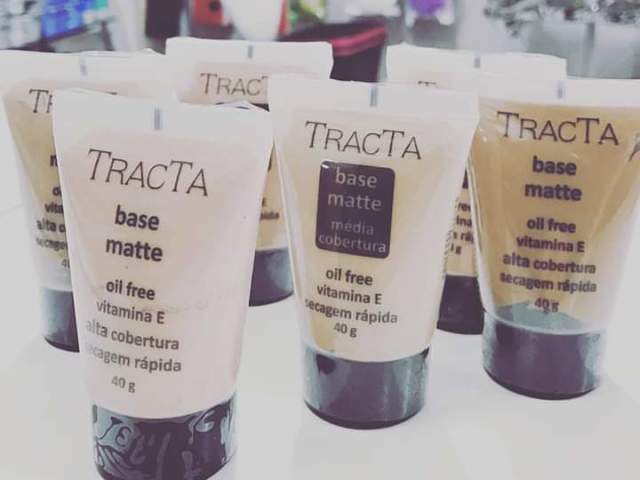 TRACTA
base
matte
oil free
vitamina E
alta cobertura
secagem rápida
40 g
TRACTA
base
matte
média
cobertura
oil free
vitamina E
secagem rápida
40 g
TRACTA
base
matte
oil free
vitamina E
alta cobertura
secagem rápida
40 g
TRACTA